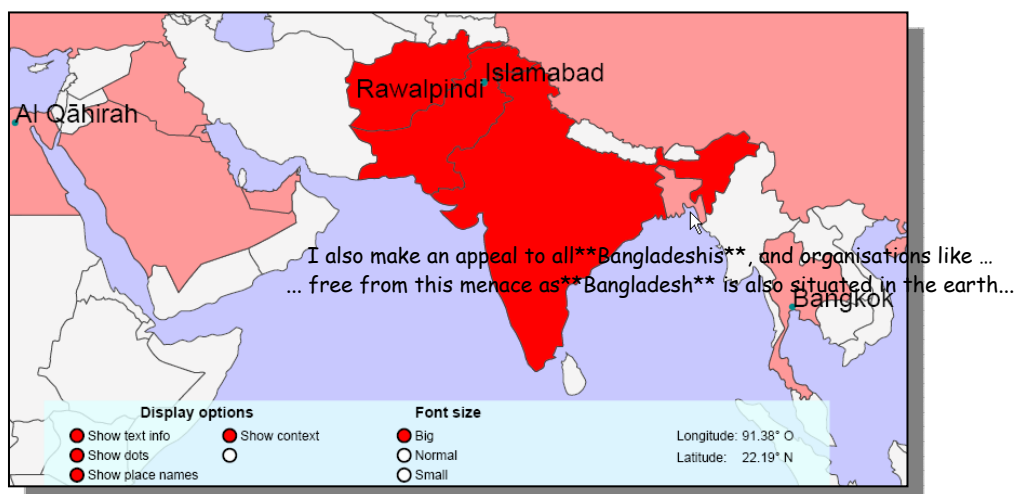 Islamabad
Rawalpindi
Al Qāhirah
I also make an appeal to all**Bangladeshis**, and organisations like ...
... free from this menace as**Bangladesh** is also situated in the earth...
Bangkok
Display options
Font size
Show text info
Show context
Big
Longitude: 91.38° O
Show dots
Normal
Latitude: 22.19° N
Show place names
Small